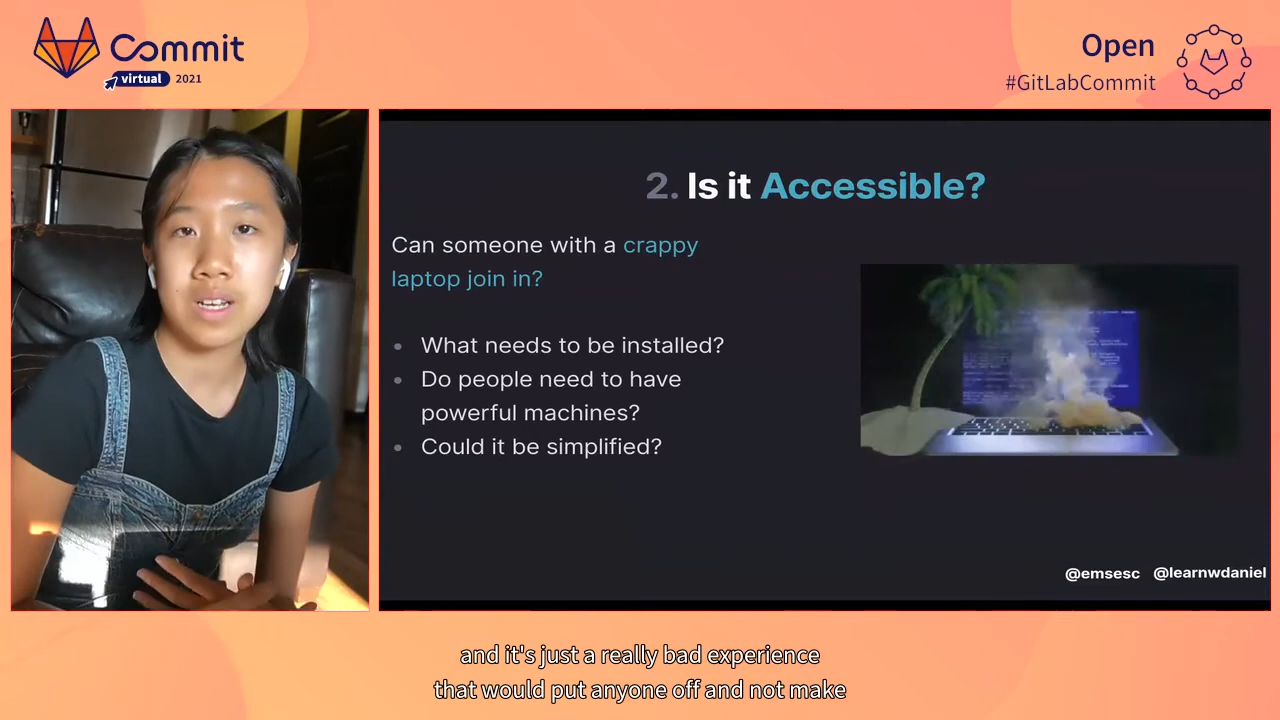 Commit
virtual 2021
Open
#GitLabCommit
2. Is it Accessible?
Can someone with a crappy
laptop join in?
• What needs to be installed?
• Do people need to have
powerful machines?
• Could it be simplified?
@emsesc @learnwdaniel
and it's just a really bad experience
that would put anyone off and not make